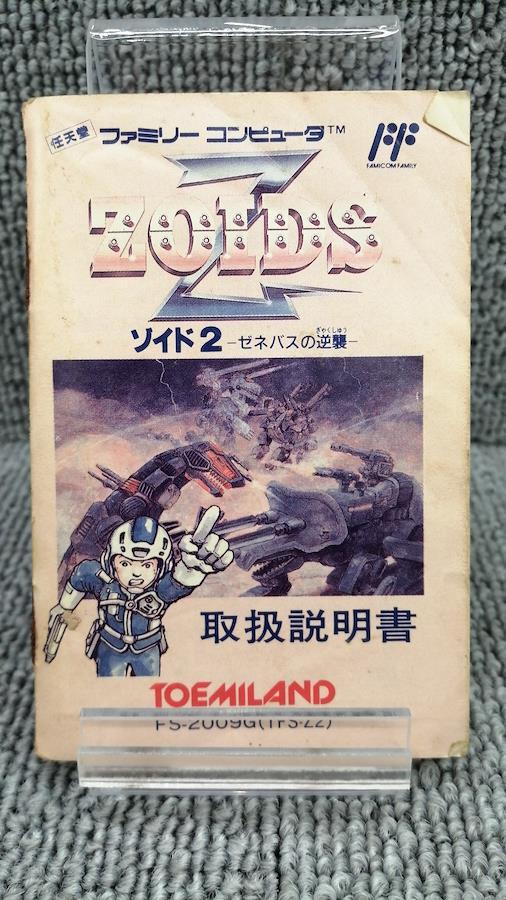 任天堂
ファミリーコンピュータ™
FF
FAMICOM FAMILY
ZOIDS
ゾイド2 -ゼネバスの逆襲-
ぎゃくしゅう
取扱説明書
TOEMILAND
FS-2009G(TFS-Z2)